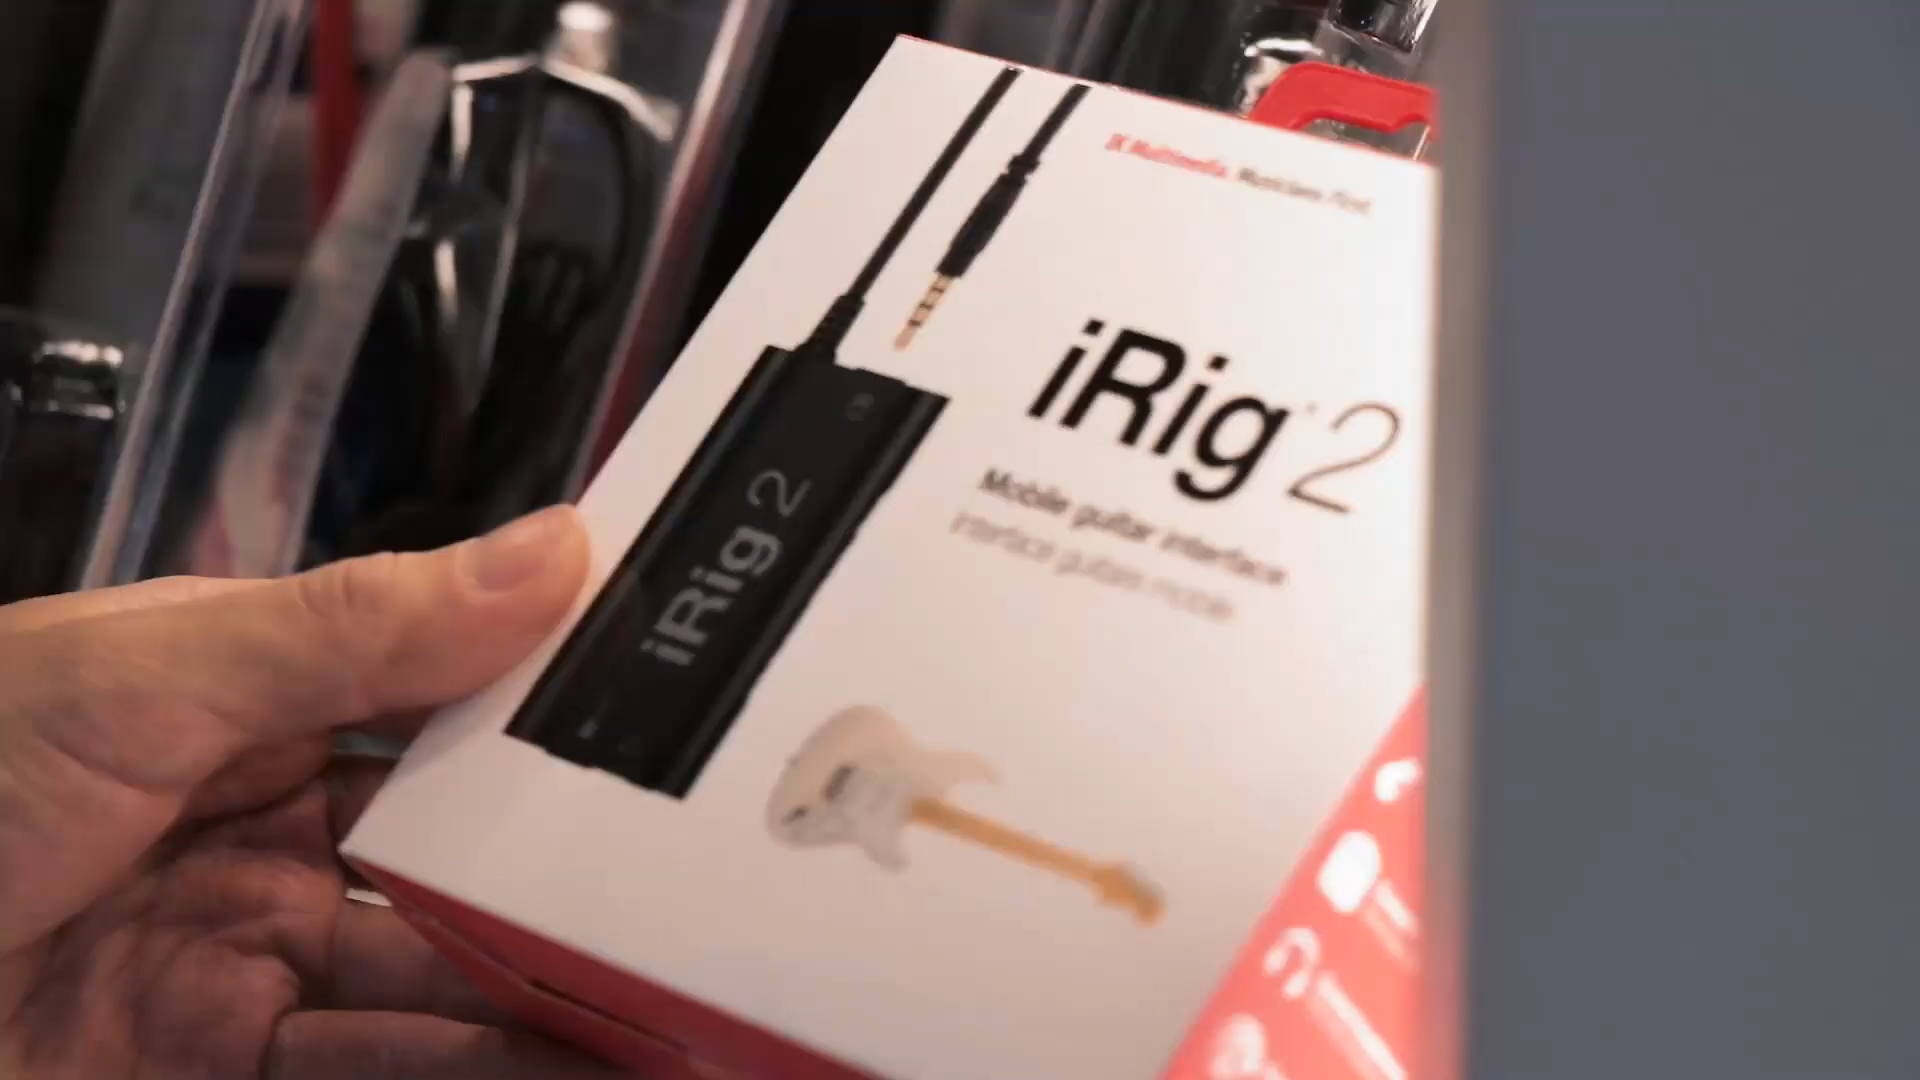 IK Multimedia. Musicians First.
iRig 2
Mobile guitar interface
Interface guitare mobile
iRig 2